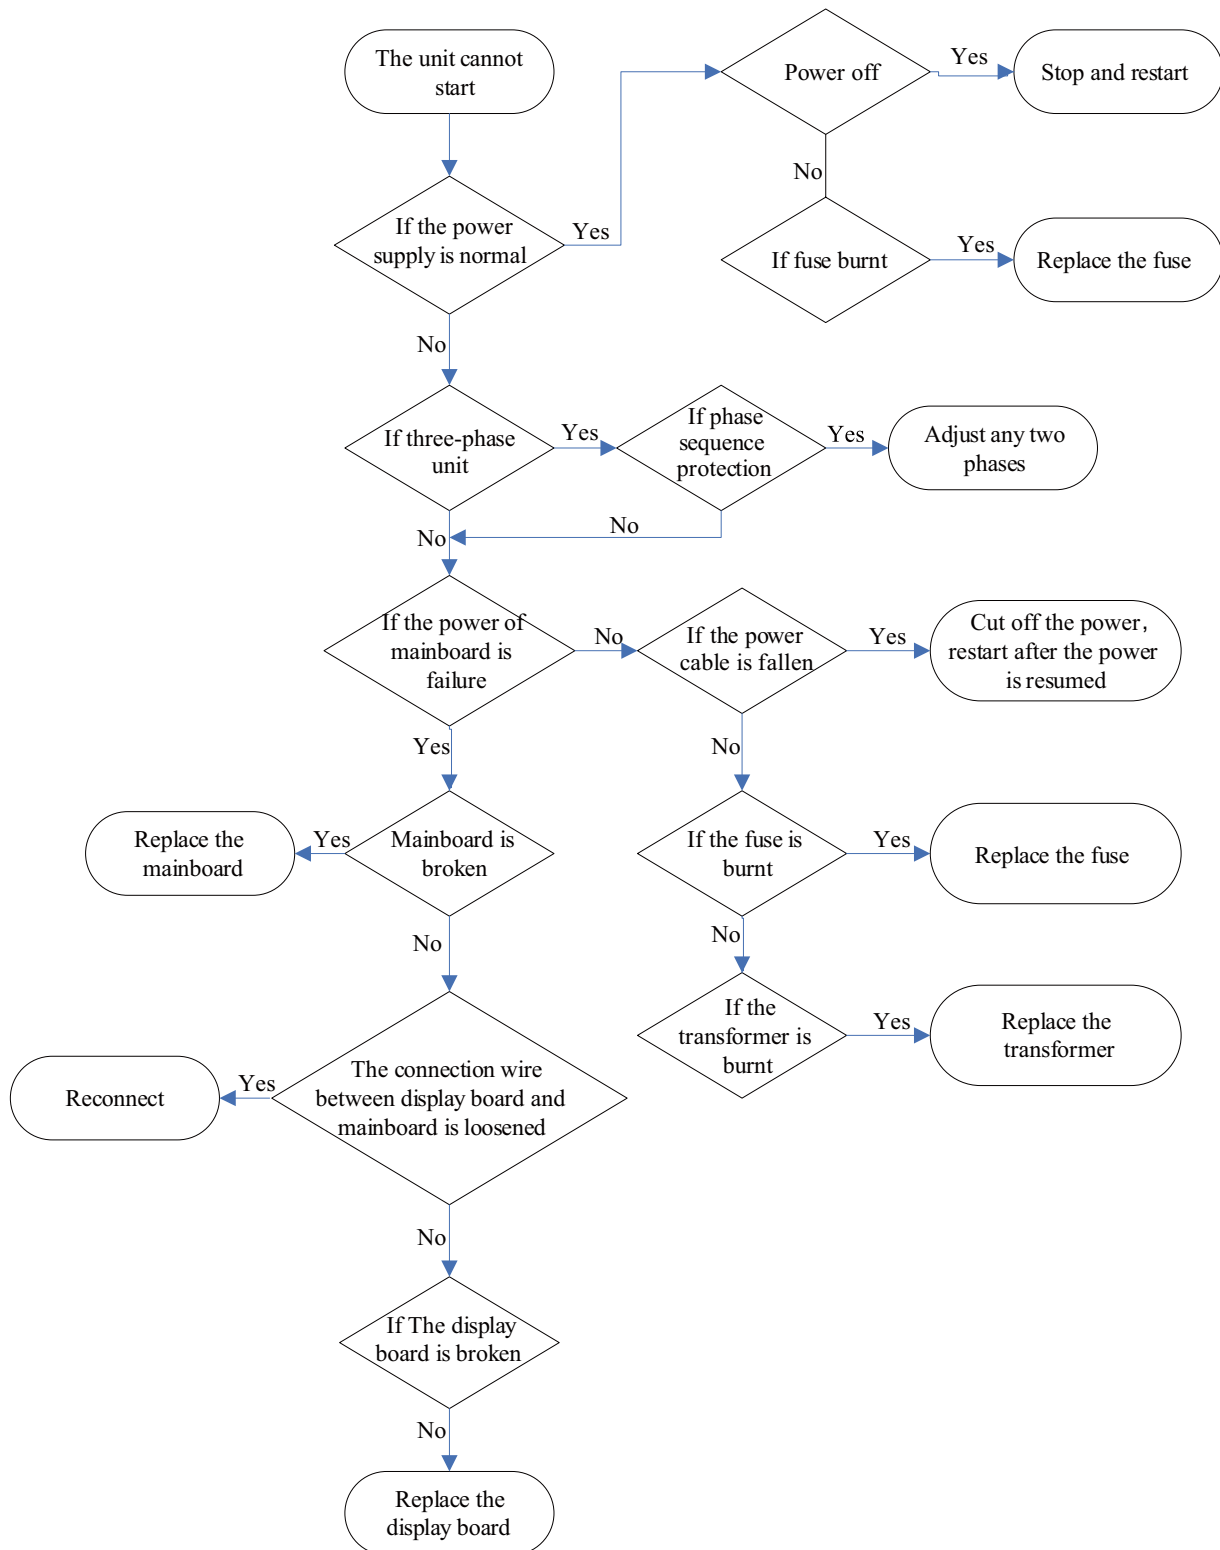 The unit cannot
start
Power off
Yes
Stop and restart
No
If the power
supply is normal
Yes
If fuse burnt
Yes
Replace the fuse
No
If three-phase
unit
Yes
If phase
sequence
protection
Yes
Adjust any two
phases
No
No
If the power of
mainboard is
failure
No
If the power
cable is fallen
Yes
Cut off the power,
restart after the power
is resumed
Yes
No
Replace the
mainboard
Yes
Mainboard is
broken
If the fuse is
burnt
Yes
Replace the fuse
No
No
If the
transformer is
burnt
Yes
Replace the
transformer
Reconnect
Yes
The connection wire
between display board and
mainboard is loosened
No
If The display
board is broken
No
Replace the
display board